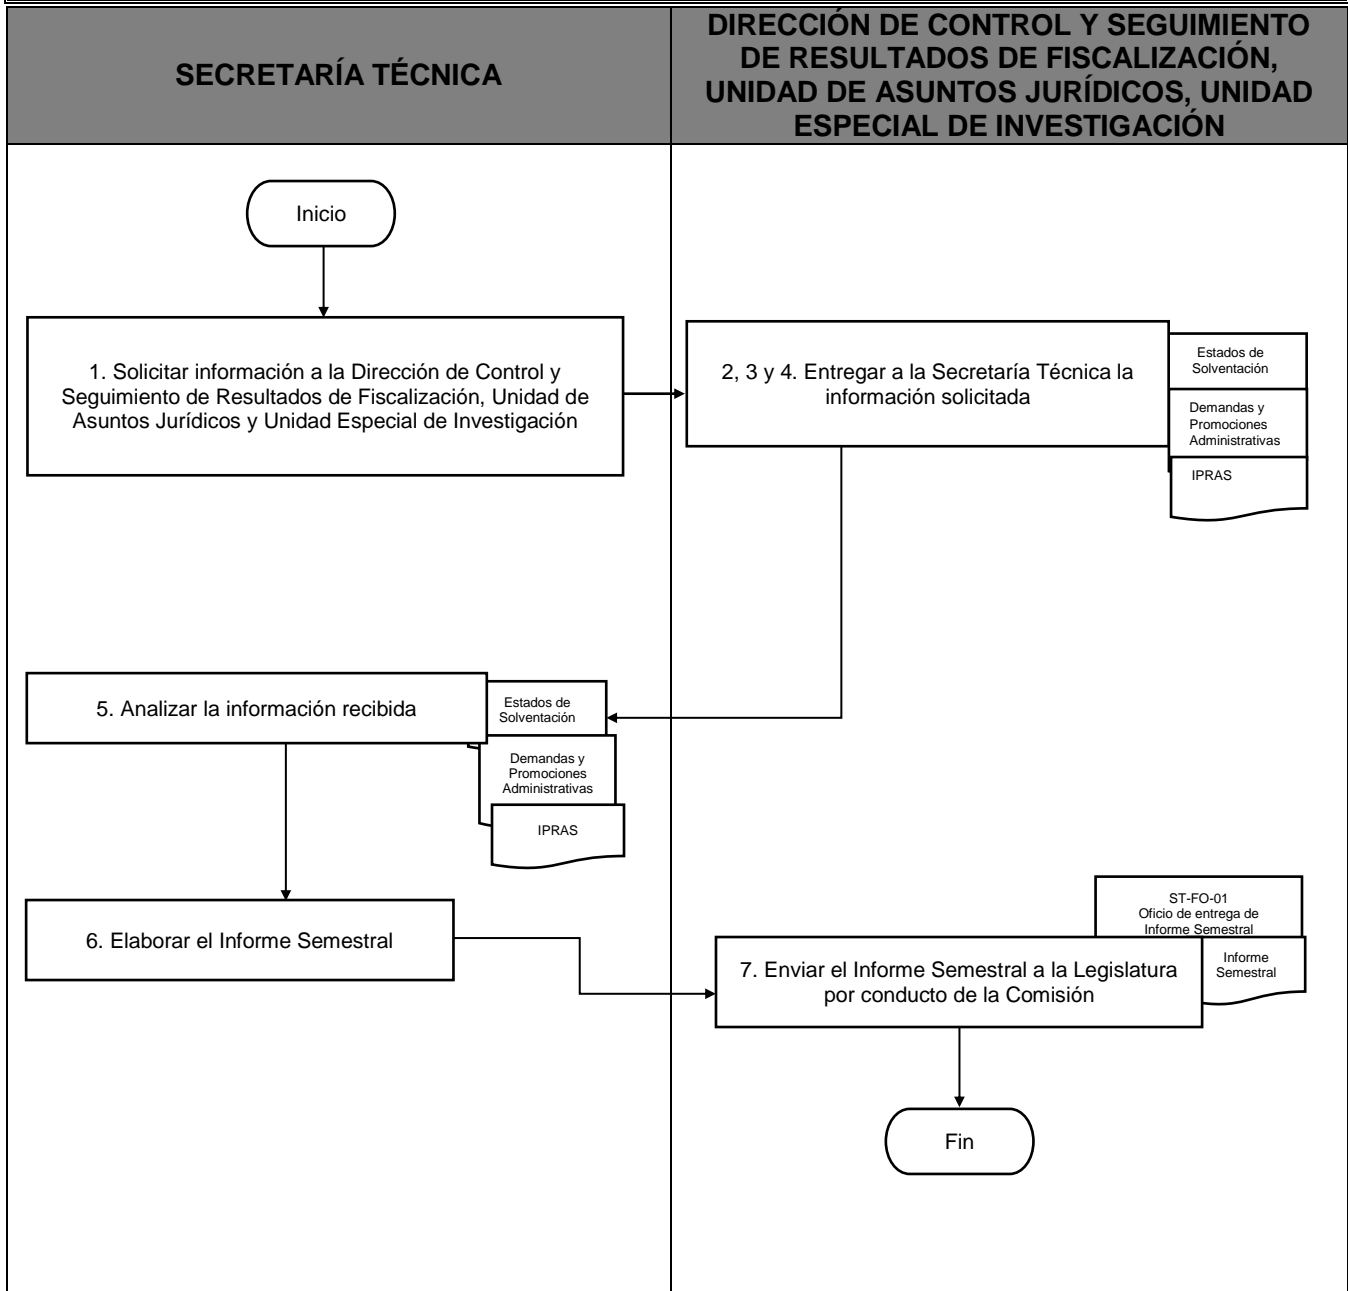 SECRETARÍA TÉCNICA
DIRECCIÓN DE CONTROL Y SEGUIMIENTO
DE RESULTADOS DE FISCALIZACIÓN,
UNIDAD DE ASUNTOS JURÍDICOS, UNIDAD
ESPECIAL DE INVESTIGACIÓN
Inicio
1. Solicitar información a la Dirección de Control y
Seguimiento de Resultados de Fiscalización, Unidad de
Asuntos Jurídicos y Unidad Especial de Investigación
2, 3 y 4. Entregar a la Secretaría Técnica la
información solicitada
Estados de
Solventación
Demandas y
Promociones
Administrativas
IPRAS
5. Analizar la información recibida
Estados de
Solventación
Demandas y
Promociones
Administrativas
IPRAS
6. Elaborar el Informe Semestral
ST-FO-01
Oficio de entrega de
Informe Semestral
Informe
Semestral
7. Enviar el Informe Semestral a la Legislatura
por conducto de la Comisión
Fin